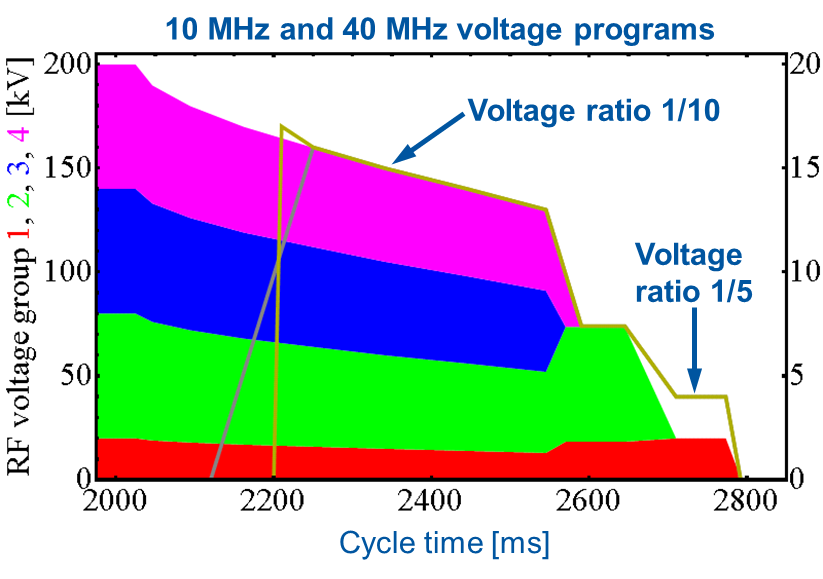 10 MHz and 40 MHz voltage programs
RF voltage group 1, 2, 3, 4 [kV]
200
150
100
50
0
Voltage ratio 1/10
Voltage
ratio 1/5
20
15
10
5
0
2000
2200
2400
2600
2800
Cycle time [ms]